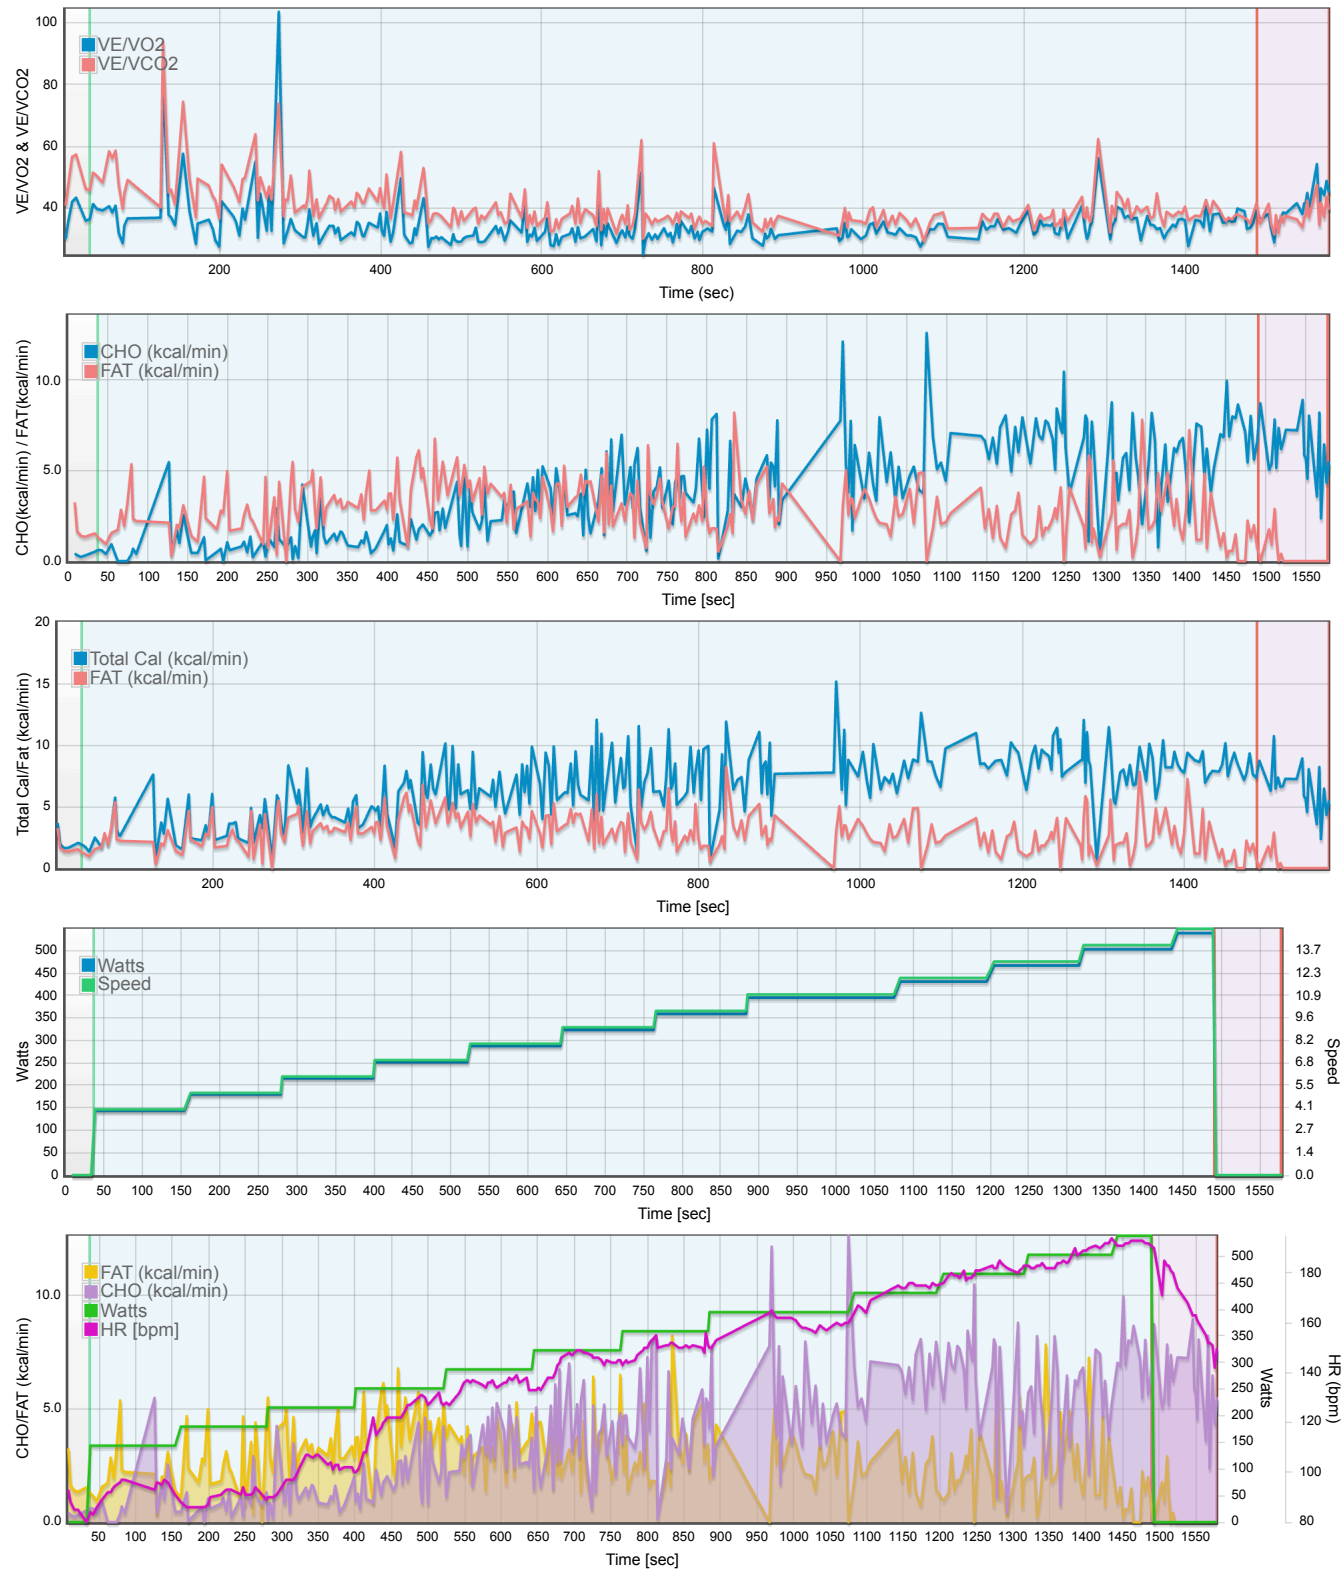 VE/VO2 & VE/VCO2
100
80
60
40
VE/VO2
VE/VCO2
200 400 600 800 1000 1200 1400
Time (sec)
CHO(kcal/min) / FAT(kcal/min)
10.0
5.0
0.0
CHO (kcal/min)
FAT (kcal/min)
0 50 100 150 200 250 300 350 400 450 500 550 600 650 700 750 800 850 900 950 1000 1050 1100 1150 1200 1250 1300 1350 1400 1450 1500 1550
Time [sec]
Total Cal/Fat (kcal/min)
20
15
10
5
0
Total Cal (kcal/min)
FAT (kcal/min)
200 400 600 800 1000 1200 1400
Time [sec]
Watts
500
450
400
350
300
250
200
150
100
50
0
Watts
Speed
13.7
12.3
10.9
9.6
8.2
6.8
5.5
4.1
2.7
1.4
0.0
Speed
0 50 100 150 200 250 300 350 400 450 500 550 600 650 700 750 800 850 900 950 1000 1050 1100 1150 1200 1250 1300 1350 1400 1450 1500 1550
Time [sec]
CHO/FAT (kcal/min)
10.0
5.0
0.0
FAT (kcal/min)
CHO (kcal/min)
Watts
HR [bpm]
500
450
400
350
300
250
200
150
100
50
0
Watts
180
160
140
120
100
80
HR (bpm)
50 100 150 200 250 300 350 400 450 500 550 600 650 700 750 800 850 900 950 1000 1050 1100 1150 1200 1250 1300 1350 1400 1450 1500 1550
Time [sec]